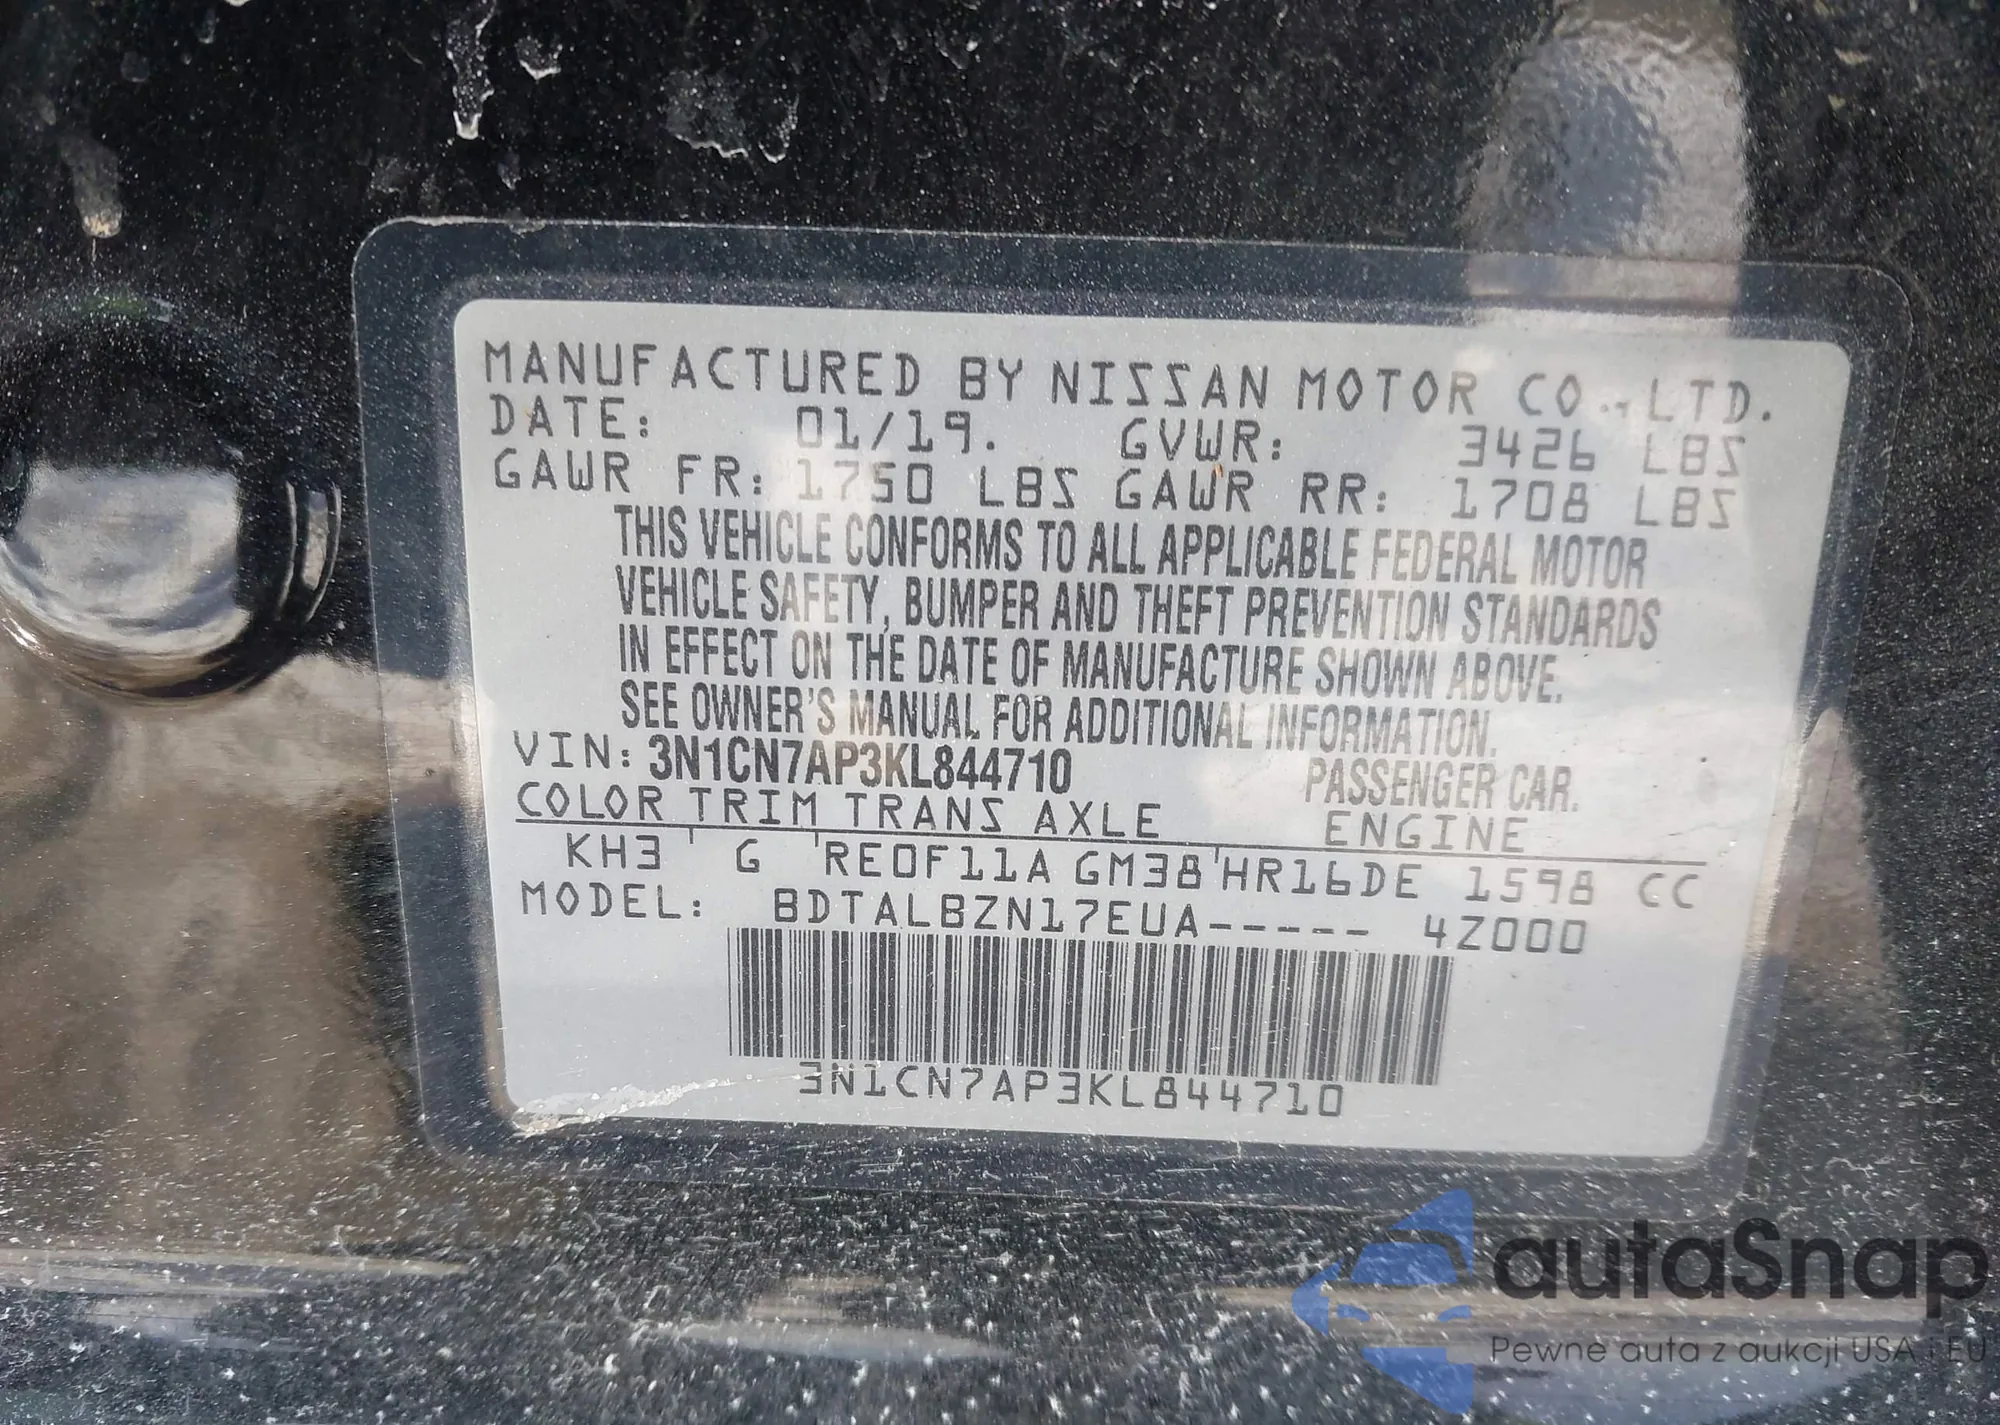 MANUFACTURED BY NISSAN MOTOR CO.,LTD.
DATE: 01/19. GVWR: 3426 LBS
GAWR FR: 1750 LBS GAWR RR: 1708 LBS
THIS VEHICLE CONFORMS TO ALL APPLICABLE FEDERAL MOTOR
VEHICLE SAFETY, BUMPER AND THEFT PREVENTION STANDARDS
IN EFFECT ON THE DATE OF MANUFACTURE SHOWN ABOVE.
SEE OWNER'S MANUAL FOR ADDITIONAL INFORMATION.
VIN: 3N1CN7AP3KL844710 PASSENGER CAR.
COLOR TRIM TRANS AXLE ENGINE
KH3 ' G 'RE0F11A GM38'HR16DE 1598 CC
MODEL: BDTALBZN17EUA----- 4Z000
3N1CN7AP3KL844710
autaSnap
Pewne auta z aukcji USA i EU